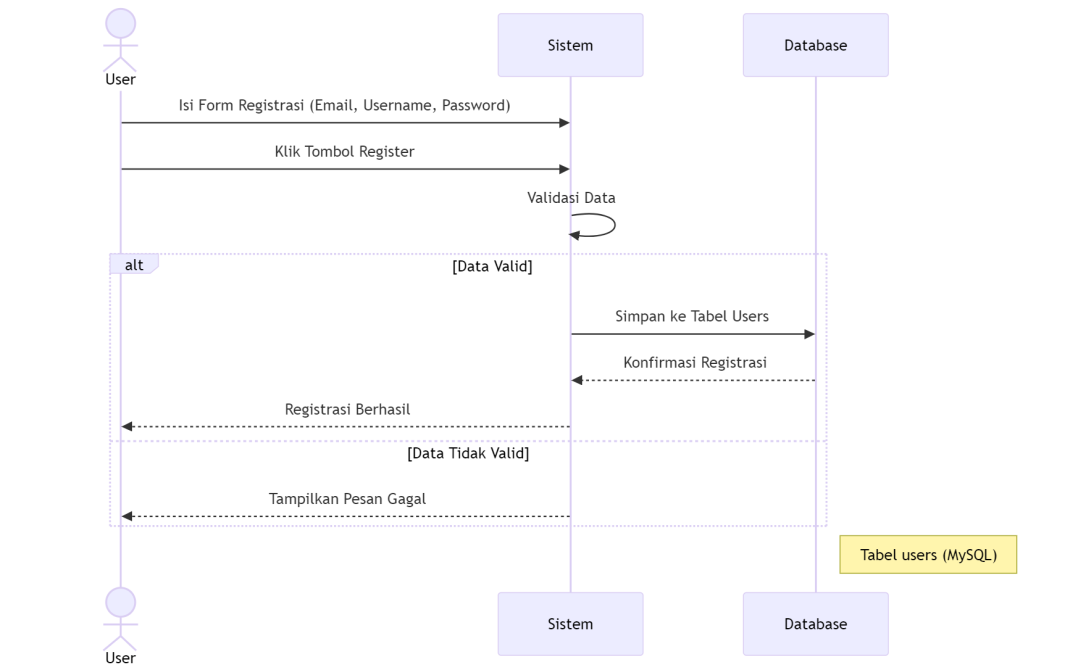 Sistem
Database
User
Isi Form Registrasi (Email, Username, Password)
Klik Tombol Register
Validasi Data
alt
[Data Valid]
Simpan ke Tabel Users
Konfirmasi Registrasi
Registrasi Berhasil
[Data Tidak Valid]
Tampilkan Pesan Gagal
Tabel users (MySQL)
Sistem
Database
User